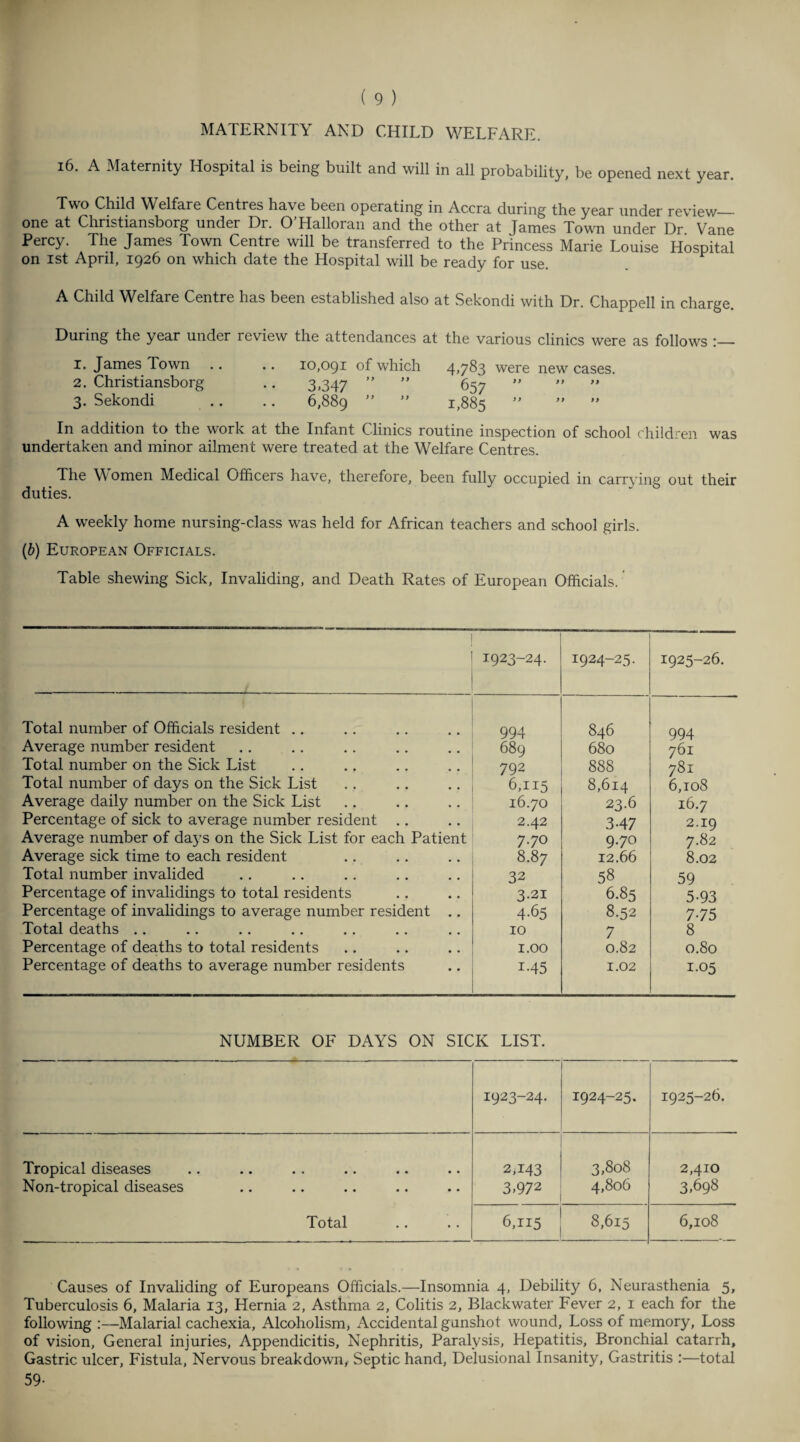 ( 9 )
MATERNITY AND CHILD WELFARE.
16. A Maternity Hospital is being built and will in all probability, be opened next year.
Two Child Welfare Centres have been operating in Accra during the year under review—
one at Christiansborg under Dr. O'Halloran and the other at James Town under Dr. Vane
Percy. The James Town Centre will be transferred to the Princess Marie Louise Hospital
on 1st April, 1926 on which date the Hospital will be ready for use.
A Child Welfare Centre has been established also at Sekondi with Dr. Chappell in charge.
During the year under review the attendances at the various clinics were as follows :—
1. James Town .. .. 10,091 of which 4,783 were new cases.
2. Christiansborg .. 3,347 " " 657 " " "
3. Sekondi .. .. 6,889 " " 1,885 " " "
In addition to the work at the Infant Clinics routine inspection of school children was
undertaken and minor ailment were treated at the Welfare Centres.
The Women Medical Officers have, therefore, been fully occupied in carrying out their
duties.
A weekly home nursing-class was held for African teachers and school girls.
(b) EUROPEAN OFFICIALS.
Table shewing Sick, Invaliding, and Death Rates of European Officials.
1923-24. 1924-25. 1925-26.
Total number of Officials resident .. .. .. .. 994 846 994
Average number resident .. .. .. .. .. 689 680 761
Total number on the Sick List .. .. .. .. 792 888 781
Total number of days on the Sick List .. .. .. 6,115 8,614 6,108
Average daily number on the Sick List .. .. .. 16.70 23.6 16.7
Percentage of sick to average number resident .. .. 2.42 3.47 2.19
Average number of days on the Sick List for each Patient 7.70 9.70 7.82
Average sick time to each resident .. .. .. 8.87 12.66 8.02
Total number invalided .. .. .. .. .. 32 58 59
Percentage of invalidings to total residents .. .. 3.21 6.85 5.93
Percentage of invalidings to average number resident .. 4.65 8.52 7.75
Total deaths .. .. .. .. .. .. .. 10 7 8
Percentage of deaths to total residents .. .. .. 1.00 0.82 0.80
Percentage of deaths to average number residents .. 1.45 1.02 1.05
NUMBER OF DAYS ON SICK LIST.
1923-24. 1924-25. 1925-26.
Tropical diseases .. .. .. .. .. .. 2,143 3,808 2,410
Non-tropical diseases .. .. .. .. .. 3,972 4,806 3,698
Total .. .. 6,115 8,615 6,108
Causes of Invaliding of Europeans Officials.—Insomnia 4, Debility 6, Neurasthenia 5,
Tuberculosis 6, Malaria 13, Hernia 2, Asthma 2, Colitis 2, Blackwater Fever 2, 1 each for the
following :—Malarial cachexia, Alcoholism, Accidental gunshot wound, Loss of memory, Loss
of vision, General injuries, Appendicitis, Nephritis, Paralysis, Hepatitis, Bronchial catarrh,
Gastric ulcer, Fistula, Nervous breakdown, Septic hand, Delusional Insanity, Gastritis :—total
59.